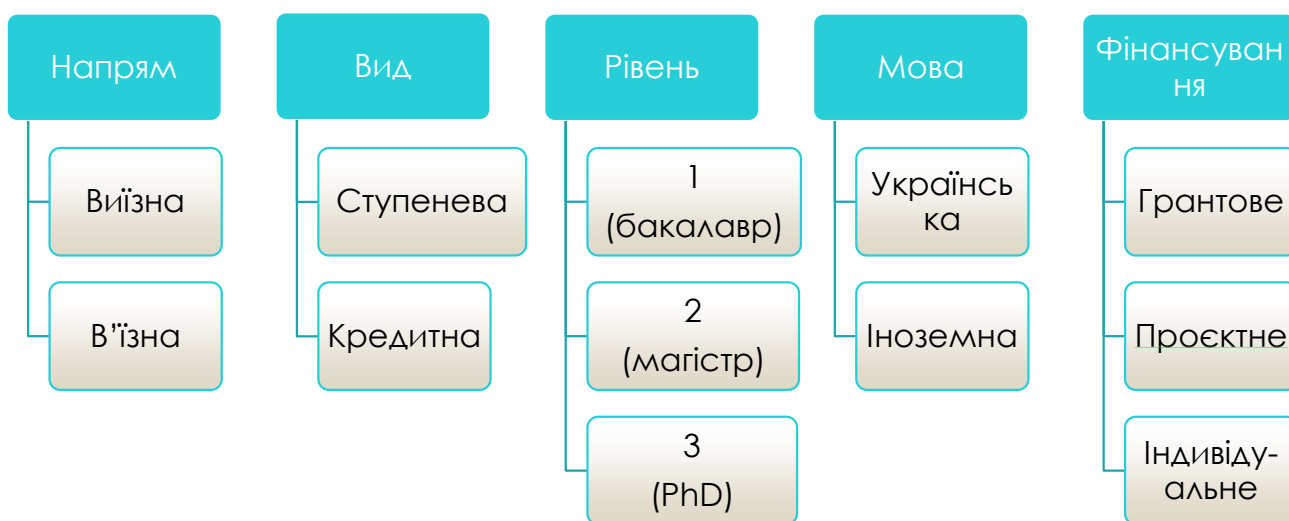 Напрям
Виїзна
В’їзна
Вид
Ступенева
Кредитна
Рівень
1
(бакалавр)
2
(магістр)
3
(PhD)
Мова
Українсь
ка
Іноземна
Фінансуван
ня
Грантове
Проєктне
Індивіду-
альне